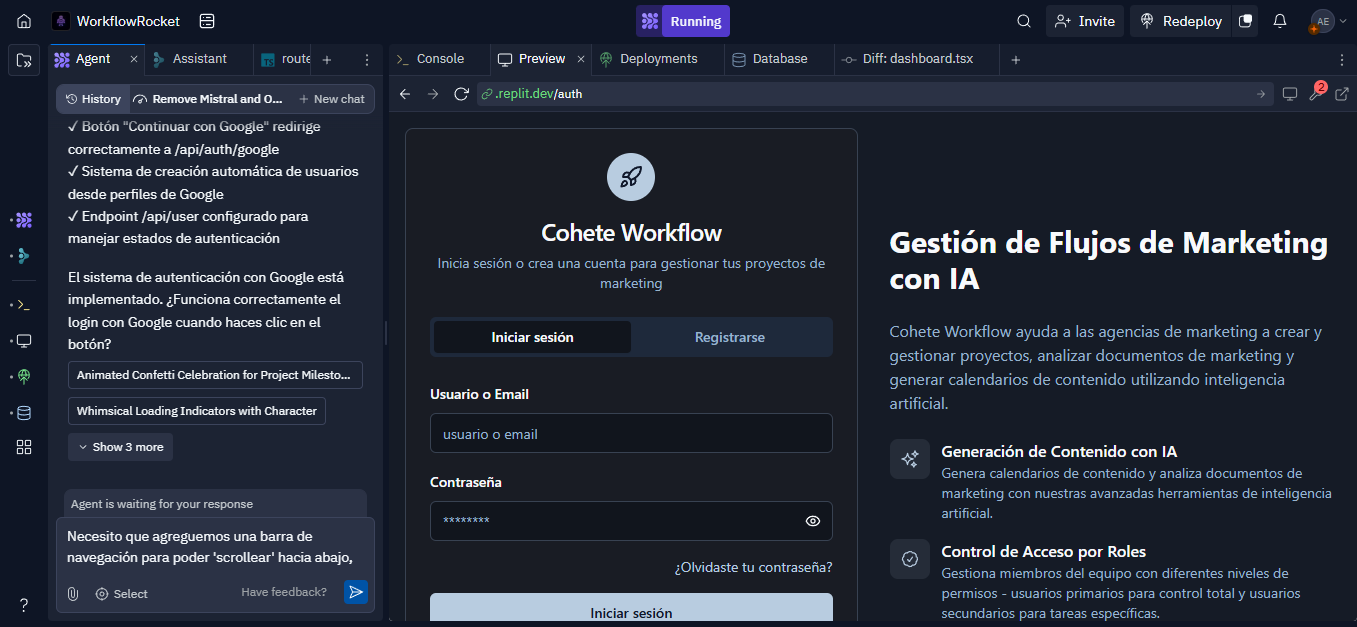 WorkflowRocket
Running
Invite
Redeploy
AE
Agent
Assistant
TS
route
Console
Preview
Deployments
Database
Diff: dashboard.tsx
History
Remove Mistral and O...
New chat
.replit.dev/auth
2
✓ Botón "Continuar con Google" redirige
correctamente a /api/auth/google
✓ Sistema de creación automática de usuarios
desde perfiles de Google
✓ Endpoint /api/user configurado para
manejar estados de autenticación
El sistema de autenticación con Google está
implementado. ¿Funciona correctamente el
login con Google cuando haces clic en el
botón?
Animated Confetti Celebration for Project Milesto...
Whimsical Loading Indicators with Character
Show 3 more
Agent is waiting for your response
Necesito que agreguemos una barra de
navegación para poder 'scrollear' hacia abajo,
Select
Have feedback?
?
Cohete Workflow
Inicia sesión o crea una cuenta para gestionar tus proyectos de
marketing
Iniciar sesión
Registrarse
Usuario o Email
usuario o email
Contraseña
********
¿Olvidaste tu contraseña?
Iniciar sesión
Gestión de Flujos de Marketing
con IA
Cohete Workflow ayuda a las agencias de marketing a crear y
gestionar proyectos, analizar documentos de marketing y
generar calendarios de contenido utilizando inteligencia
artificial.
Generación de Contenido con IA
Genera calendarios de contenido y analiza documentos de
marketing con nuestras avanzadas herramientas de inteligencia
artificial.
Control de Acceso por Roles
Gestiona miembros del equipo con diferentes niveles de
permisos - usuarios primarios para control total y usuarios
secundarios para tareas específicas.